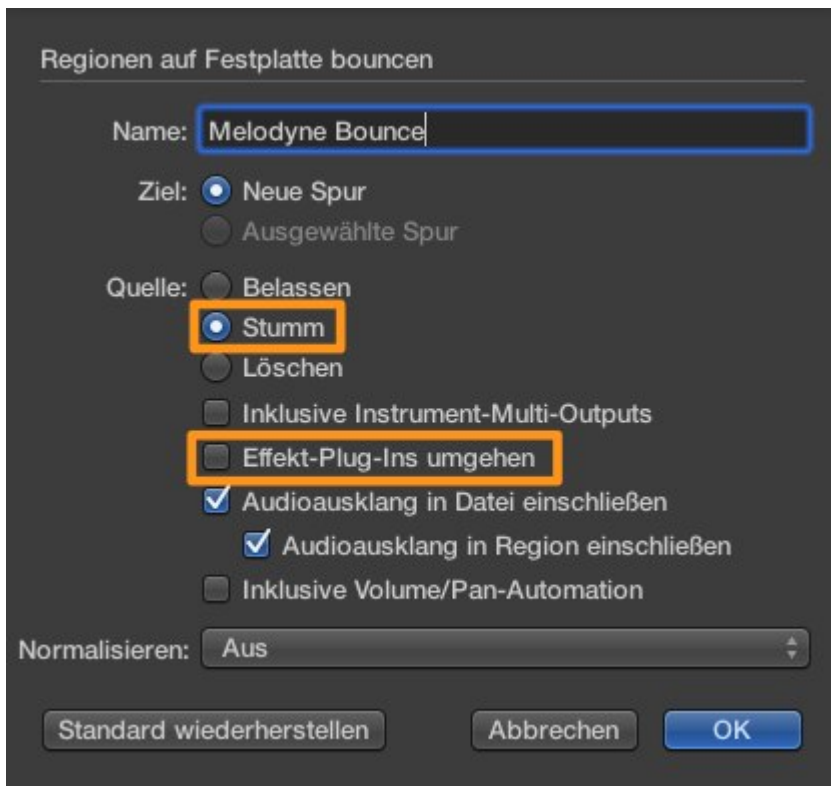 Regionen auf Festplatte bouncen
Name: Melodyne Bounce
Ziel: Neue Spur
Ausgewählte Spur
Quelle: Belassen
Stumm
Löschen
Inklusive Instrument-Multi-Outputs
Effekt-Plug-Ins umgehen
Audioausklang in Datei einschließen
Audioausklang in Region einschließen
Inklusive Volume/Pan-Automation
Normalisieren: Aus
Standard wiederherstellen Abbrechen OK